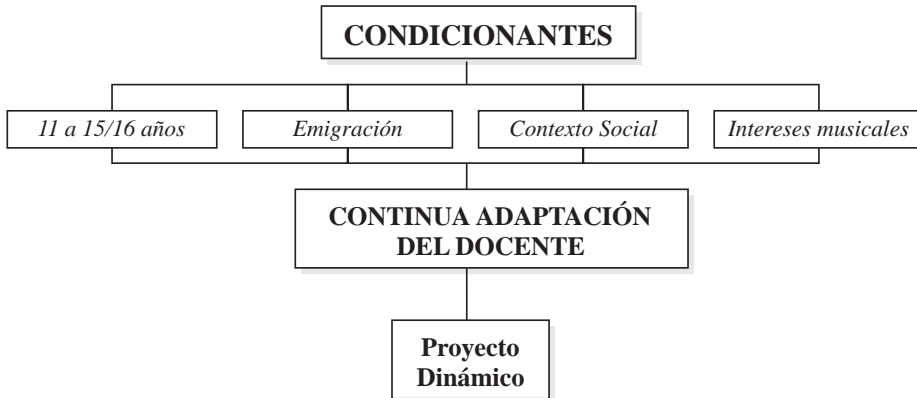 CONDICIONANTES
11 a 15/16 años
Emigración
Contexto Social
Intereses musicales
CONTINUA ADAPTACIÓN
DEL DOCENTE
Proyecto
Dinámico